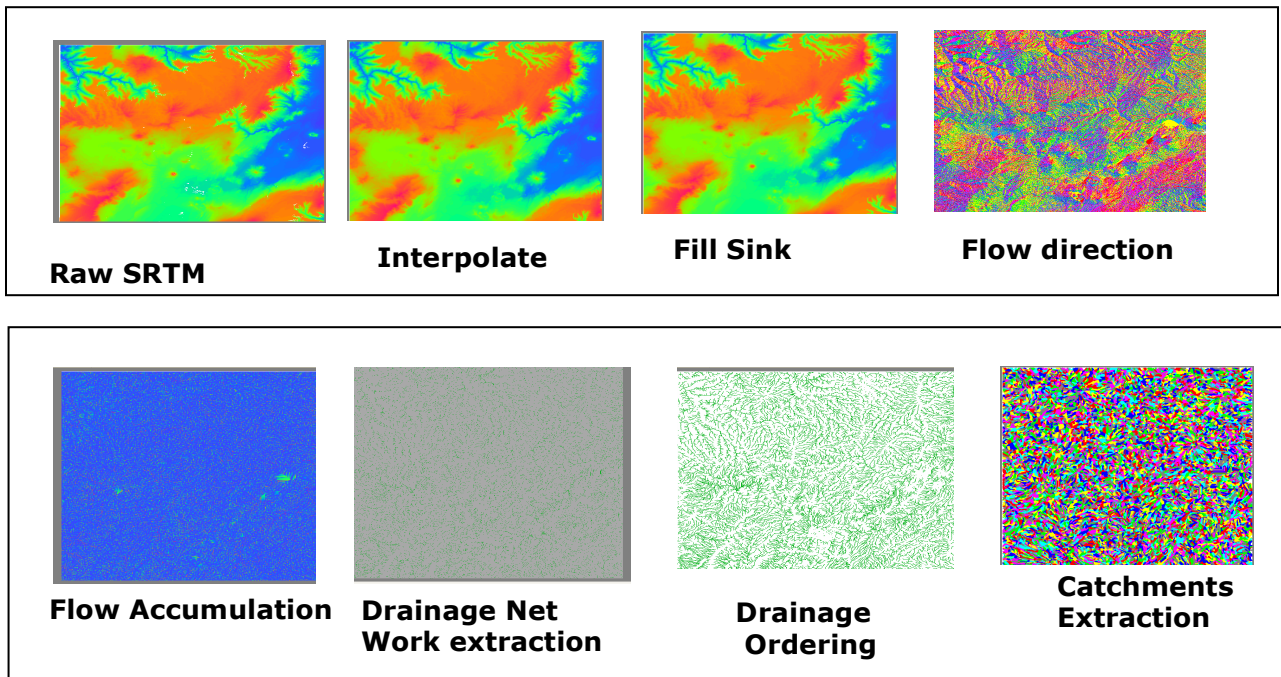 Raw SRTM
Interpolate
Fill Sink
Flow direction
Flow Accumulation
Drainage Net
Work extraction
Drainage
Ordering
Catchments
Extraction